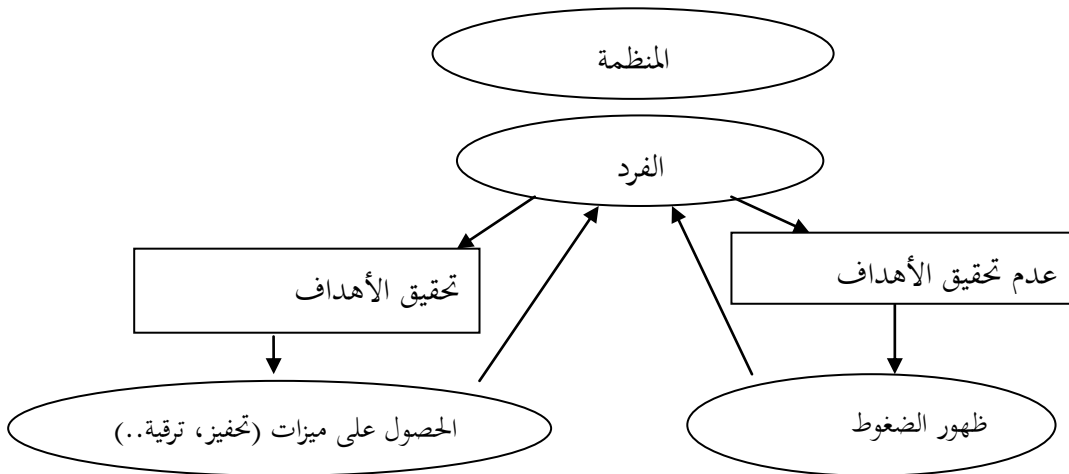 المنظمة
الفرد
عدم تحقيق الأهداف
تحقيق الأهداف
ظهور الضغوط
الحصول على ميزات (تحفيز، ترقية..)